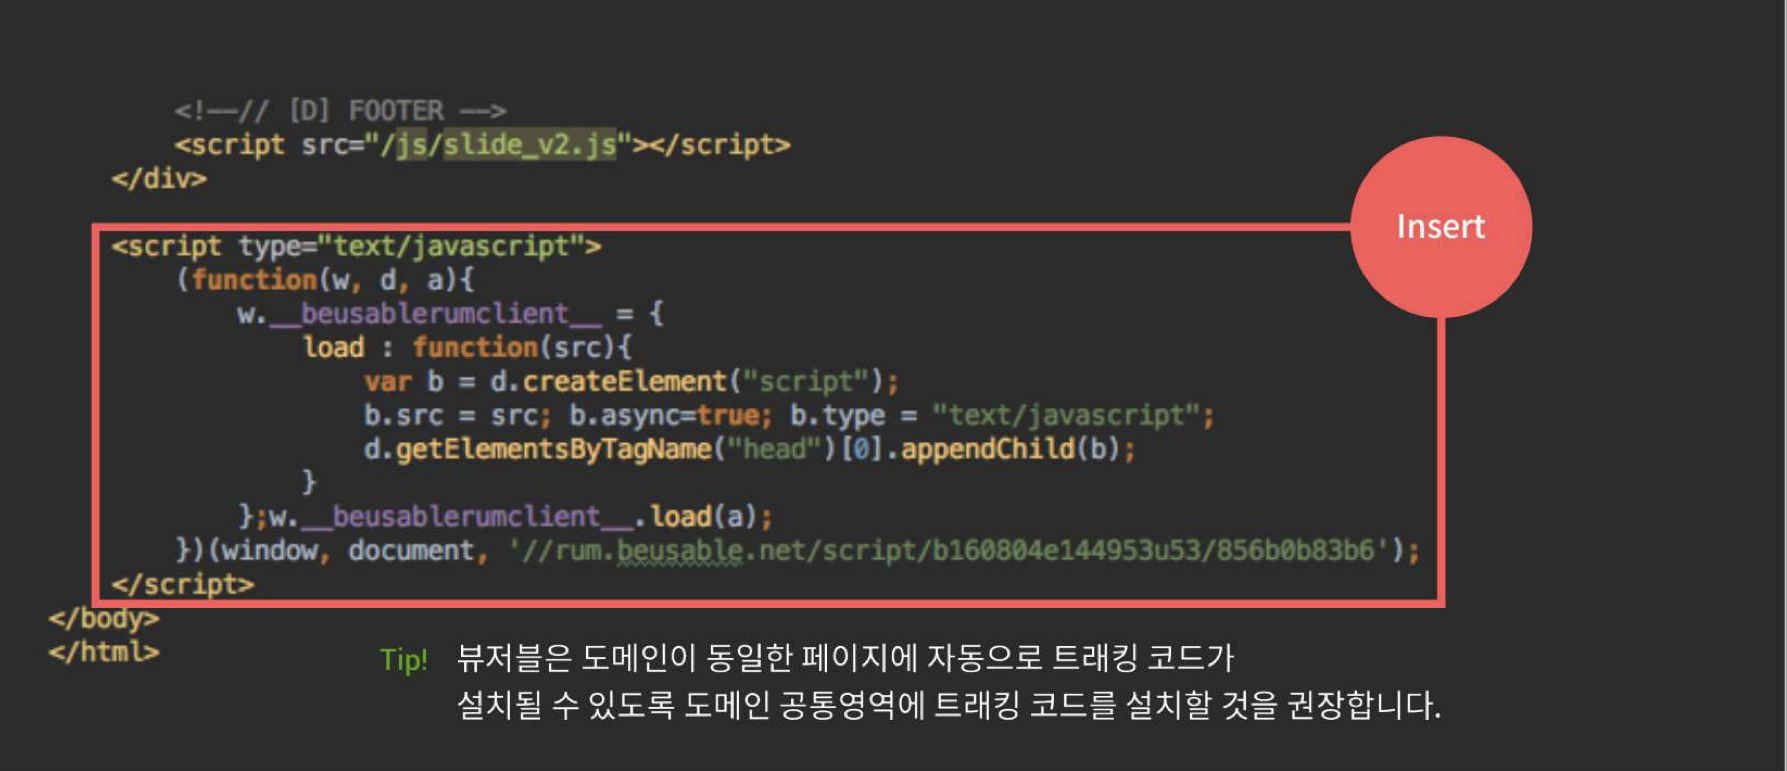 <!--// [D] FOOTER -->
<script src="/js/slide_v2.js"></script>
</div>
Insert
<script type="text/javascript">
(function(w, d, a){
w.__beusablerumclient__ = {
load : function(src){
var b = d.createElement("script");
b.src = src; b.async=true; b.type = "text/javascript";
d.getElementsByTagName("head")[0].appendChild(b);
}
};w.__beusablerumclient__.load(a);
})(window, document, '//rum.beusable.net/script/b160804e144953u53/856b0b83b6');
</script>
</body>
</html>
Tip! 뷰저블은 도메인이 동일한 페이지에 자동으로 트래킹 코드가
설치될 수 있도록 도메인 공통영역에 트래킹 코드를 설치할 것을 권장합니다.